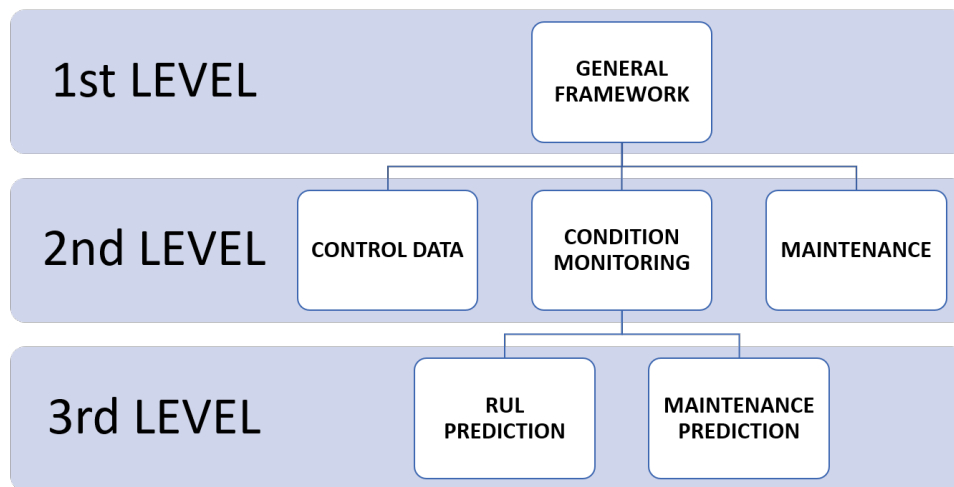 1st LEVEL
GENERAL
FRAMEWORK
2nd LEVEL
CONTROL DATA
CONDITION
MONITORING
MAINTENANCE
3rd LEVEL
RUL
PREDICTION
MAINTENANCE
PREDICTION